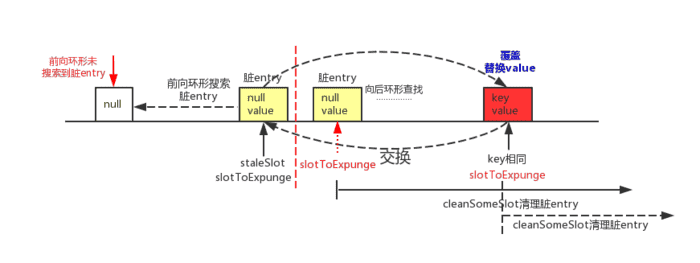 前向环形未
搜索到脏entry
前向环形搜索
脏entry
脏entry
脏entry
向后环形查找
..............
覆盖
替换value
null
null
value
null
value
key
value
交换
staleSlot
slotToExpunge
slotToExpunge
key相同
slotToExpunge
cleanSomeSlot清理脏entry
cleanSomeSlot清理脏entry